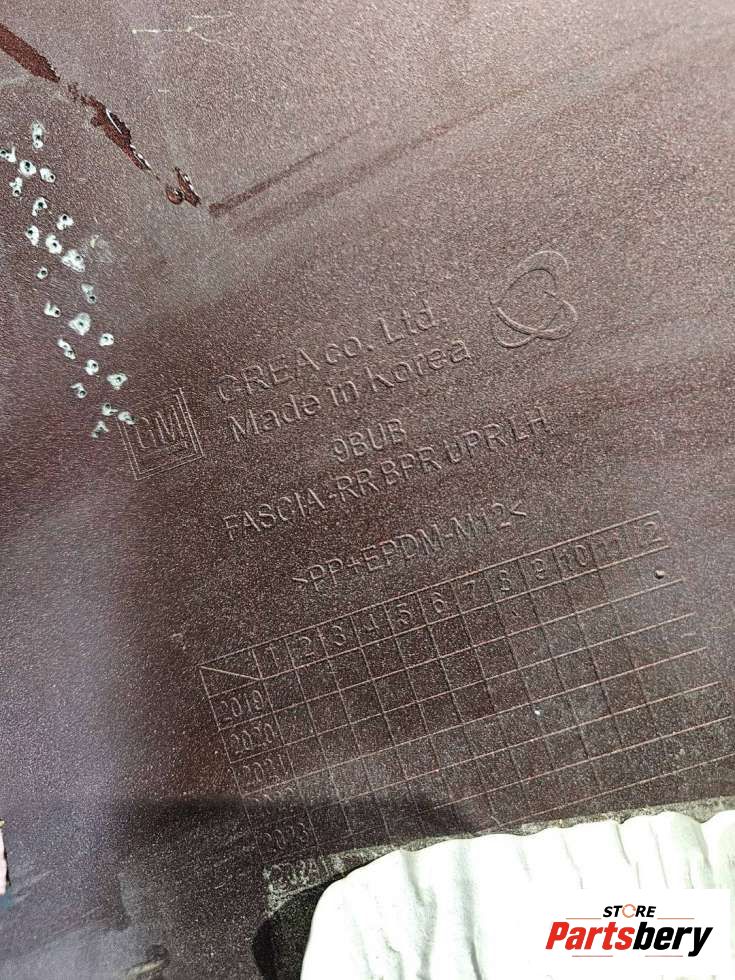 GM
CREA co. Ltd.
Made in Korea
9BUB
FASCIA-RR BPR UPR LH
>PP+EPDM-M12<
1 2 3 4 5 6 7 8 9 10 11 12
2019
2020
2021
2023
2024
STORE
Partsbery